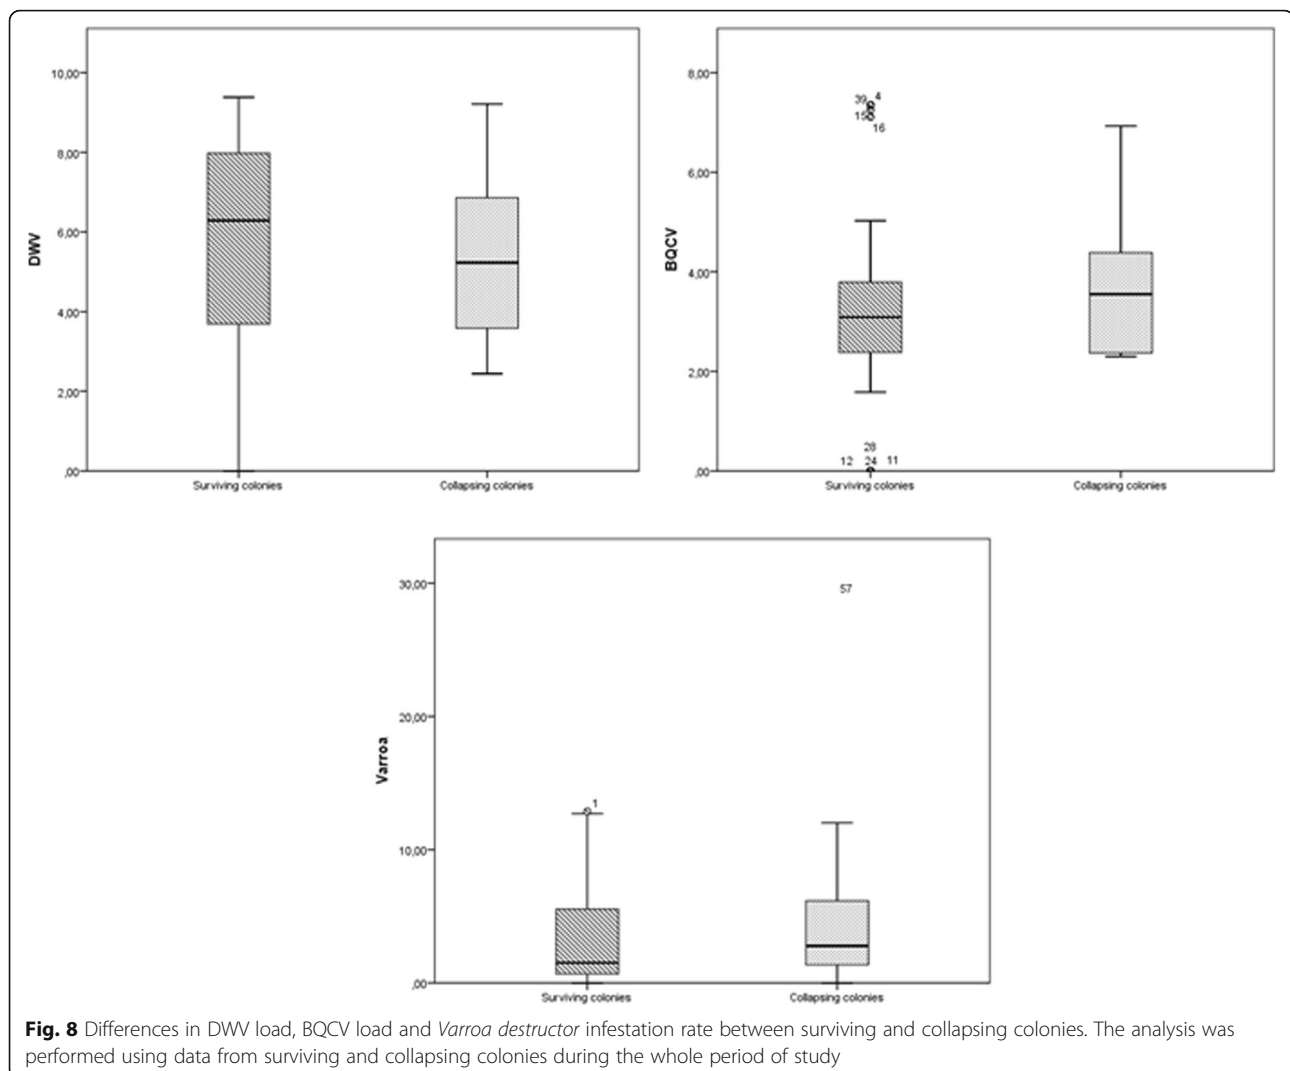 DWV
10,00
8,00
6,00
4,00
2,00
,00
Surviving colonies
Collapsing colonies
BQCV
8,00
6,00
4,00
2,00
,00
39
4
15
16
28
12
24
11
Surviving colonies
Collapsing colonies
Varroa
30,00
20,00
10,00
,00
1
57
Surviving colonies
Collapsing colonies
Fig. 8 Differences in DWV load, BQCV load and Varroa destructor infestation rate between surviving and collapsing colonies. The analysis was
performed using data from surviving and collapsing colonies during the whole period of study